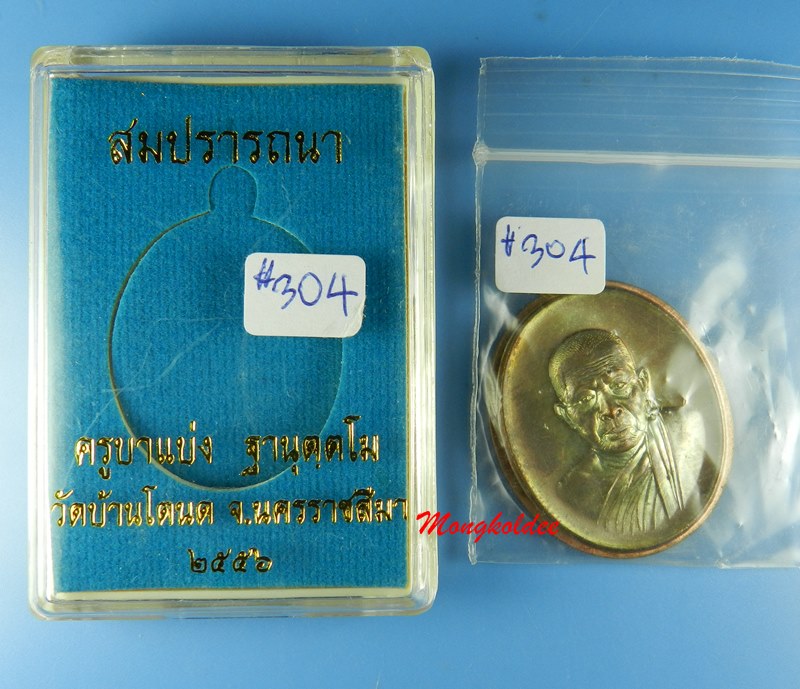 สมปรารถนา
#304
ครูบาแบ่ง ฐานุตฺตโม
วัดบ้านโตนด จ.นครราชสีมา
๒๕๕๖
#304
Mongkoldee